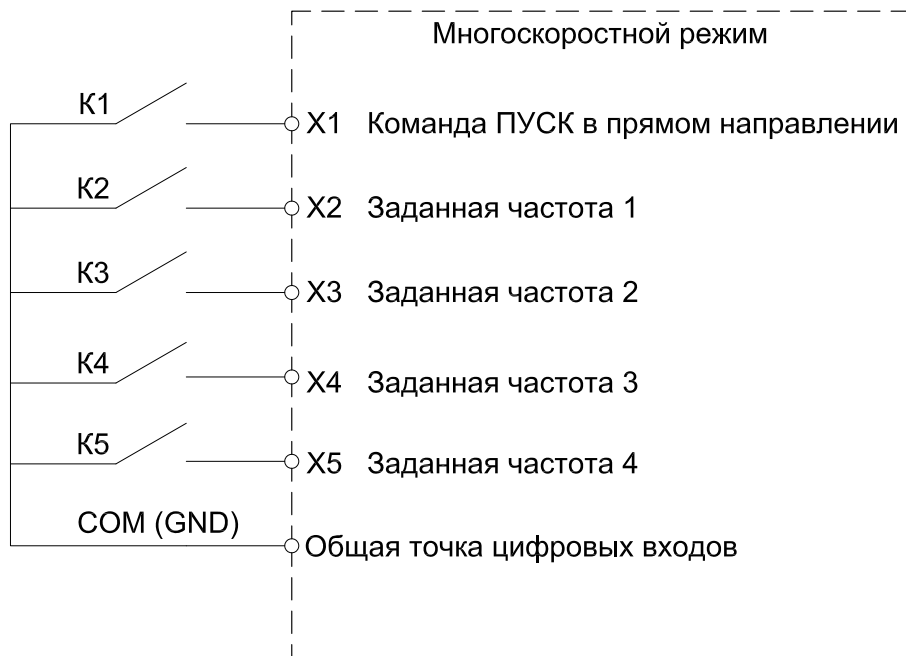 Многоскоростной режим
К1
X1 Команда ПУСК в прямом направлении
К2
X2 Заданная частота 1
К3
X3 Заданная частота 2
К4
X4 Заданная частота 3
К5
X5 Заданная частота 4
COM (GND)
Общая точка цифровых входов